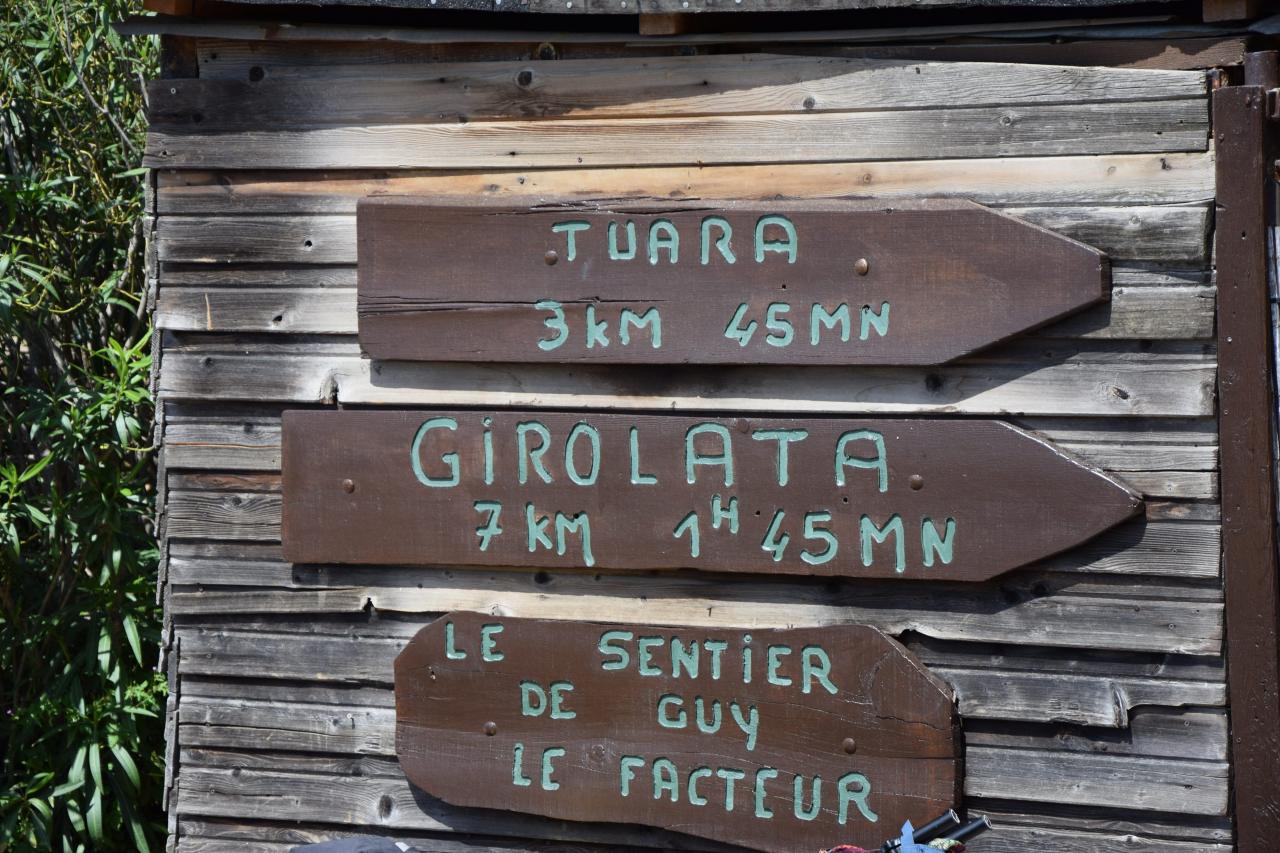 TUARA
3 KM 45 MN
GiROLATA
7 KM 1H 45 MN
LE SENTiER
DE GUY
LE FACTEUR